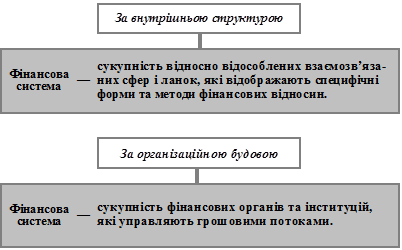 За внутрішньою структурою
Фінансова система — сукупність відносно відособлених взаємозв’яза-
них сфер і ланок, які відображають специфічні
форми та методи фінансових відносин.
За організаційною будовою
Фінансова система — сукупність фінансових органів та інституцій,
які управляють грошовими потоками.